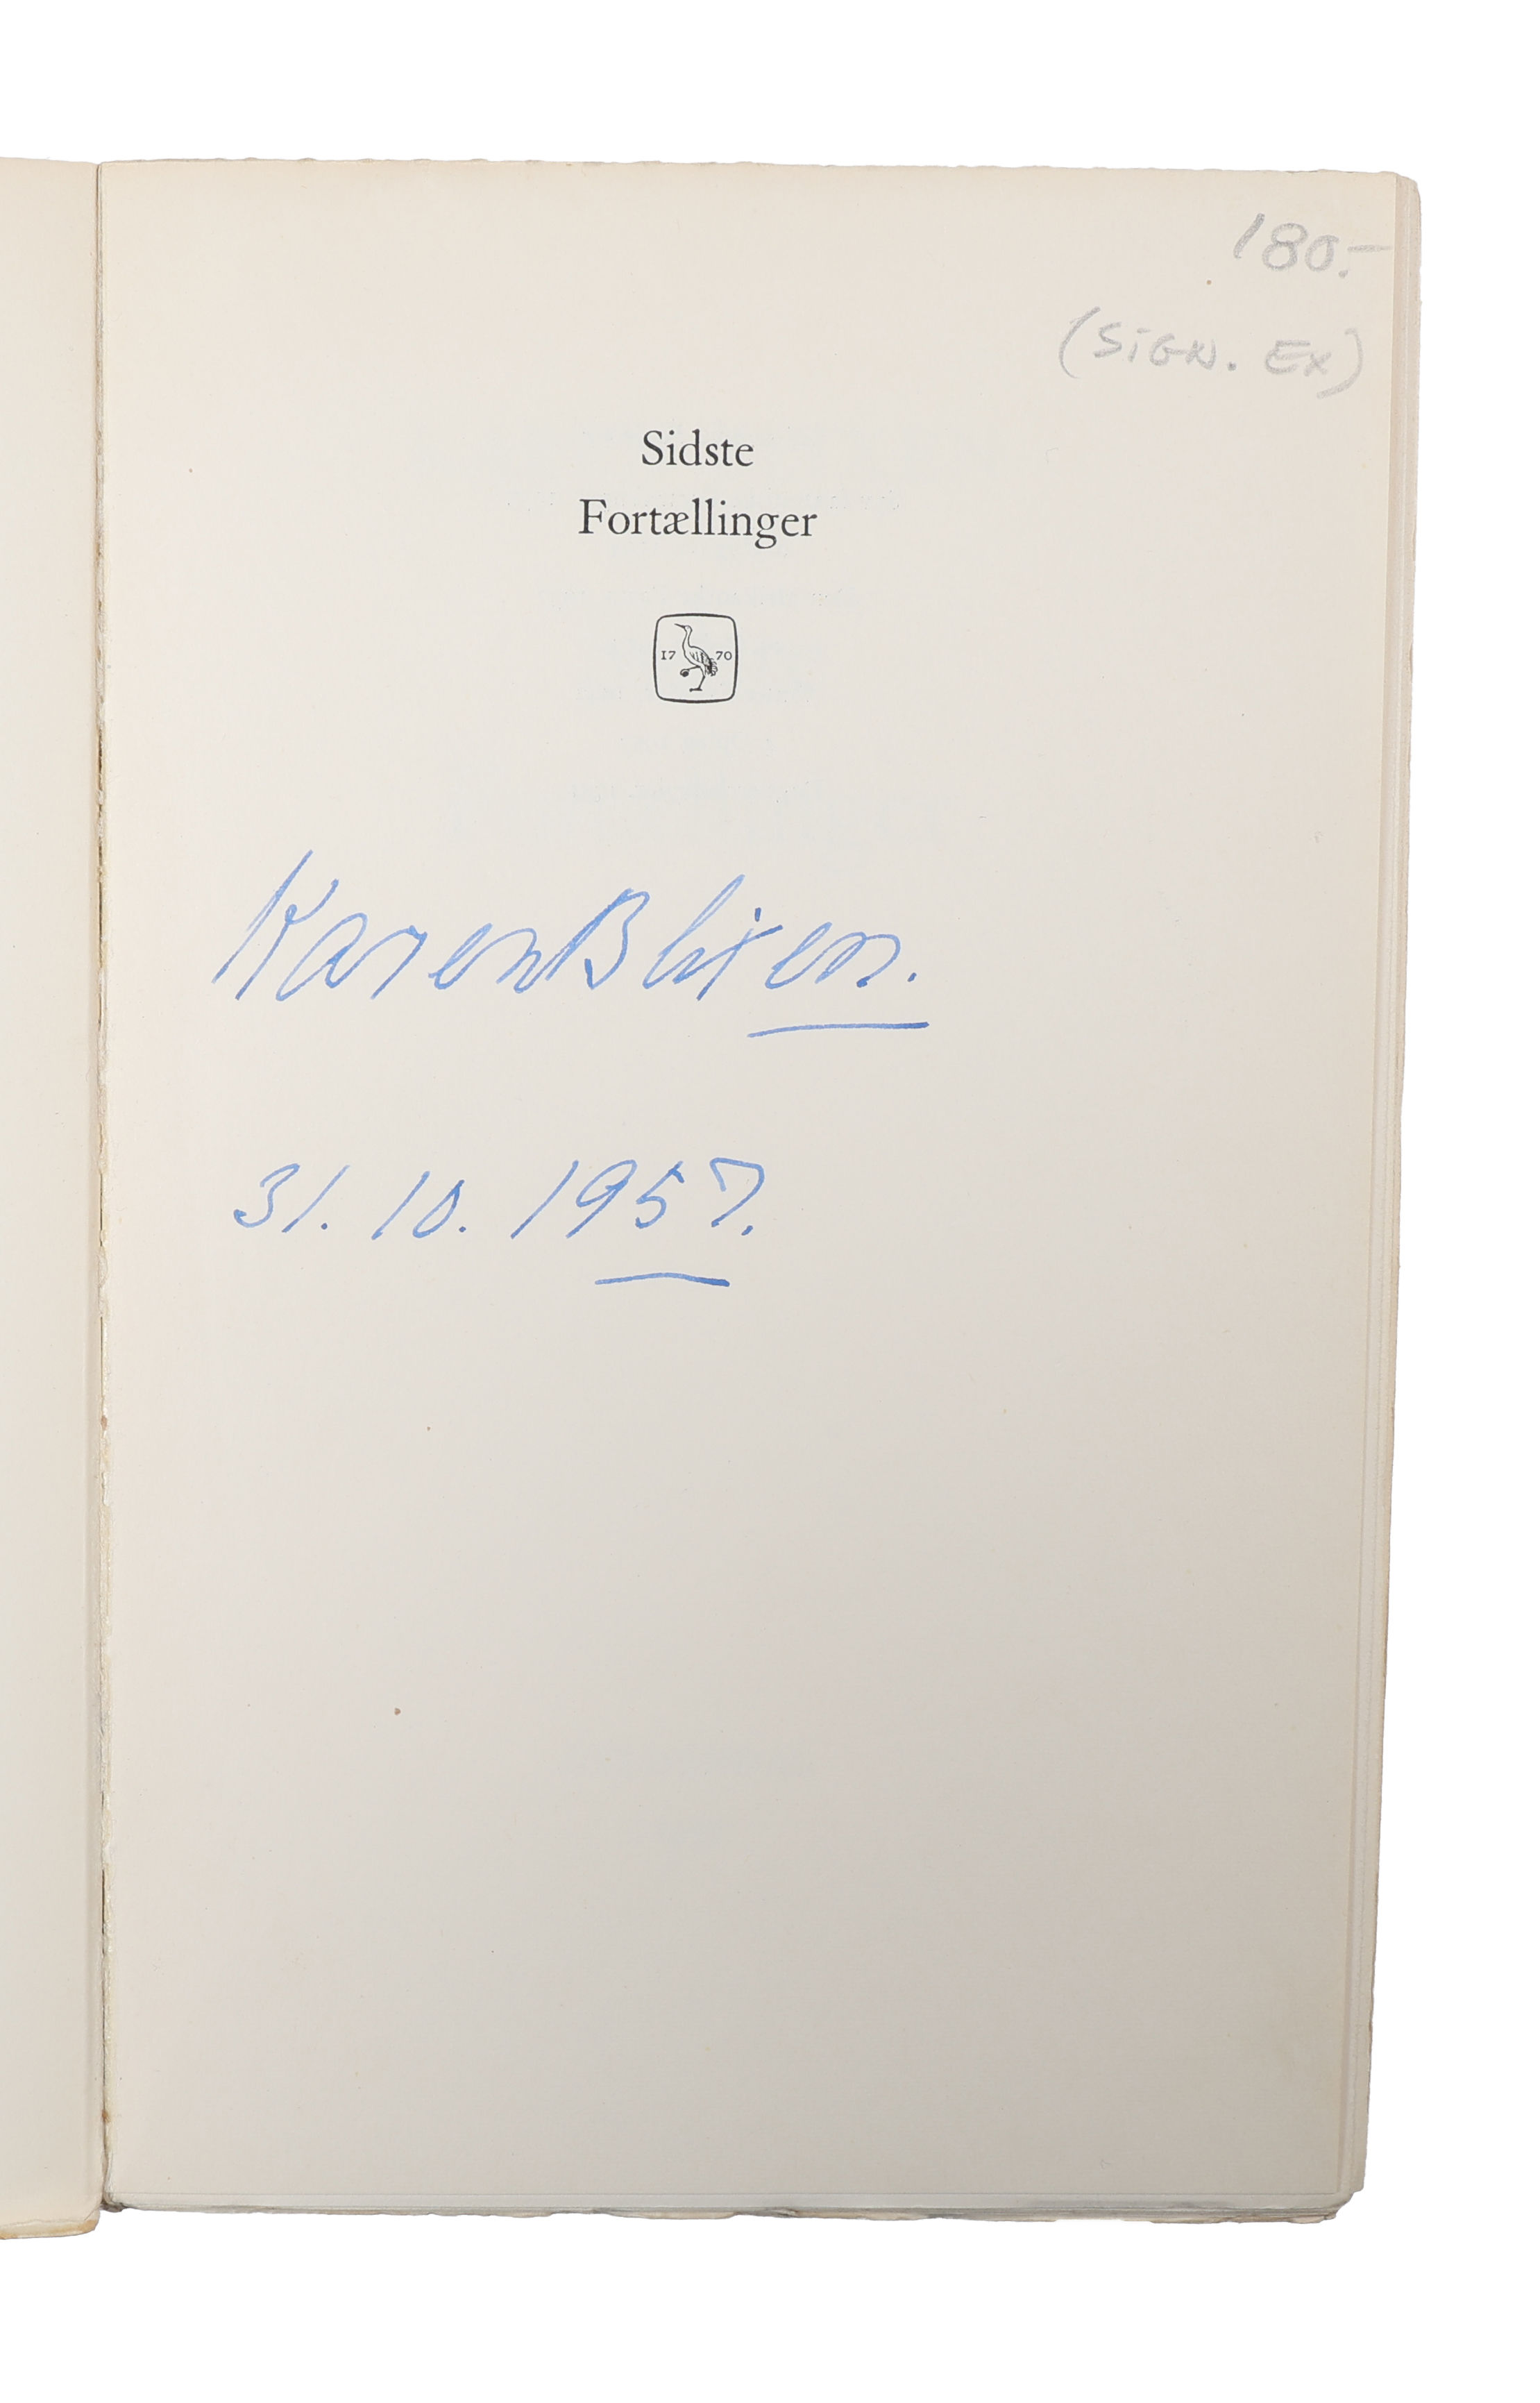 180.-
(SIGN. EX)
Sidste
Fortællinger
17 70
Karen Blixen.
31. 10. 1957.